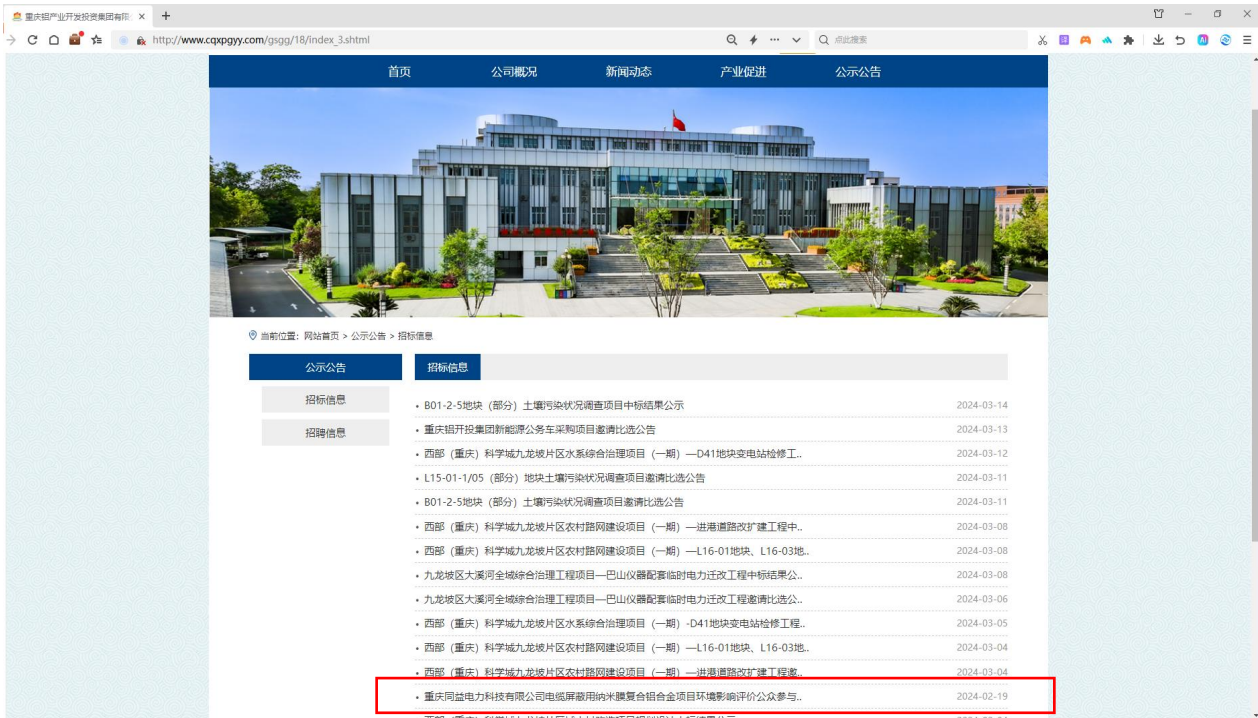 重庆铝产业开发投资集团有限
http://www.cqxpgyy.com/gsgg/18/index_3.shtml
点此搜索
首页 公司概况 新闻动态 产业促进 公示公告
当前位置：网站首页 > 公示公告 > 招标信息
公示公告
招标信息
招聘信息
招标信息
• B01-2-5地块（部分）土壤污染状况调查项目中标结果公示 2024-03-14
• 重庆铝开投集团新能源公务车采购项目邀请比选公告 2024-03-13
• 西部（重庆）科学城九龙坡片区水系综合治理项目（一期）—D41地块变电站检修工.. 2024-03-12
• L15-01-1/05（部分）地块土壤污染状况调查项目邀请比选公告 2024-03-11
• B01-2-5地块（部分）土壤污染状况调查项目邀请比选公告 2024-03-11
• 西部（重庆）科学城九龙坡片区农村路网建设项目（一期）—进港道路改扩建工程中.. 2024-03-08
• 西部（重庆）科学城九龙坡片区农村路网建设项目（一期）—L16-01地块、L16-03地.. 2024-03-08
• 九龙坡区大溪河全域综合治理工程项目—巴山仪器配套临时电力迁改工程中标结果公.. 2024-03-08
• 九龙坡区大溪河全域综合治理工程项目—巴山仪器配套临时电力迁改工程邀请比选公.. 2024-03-06
• 西部（重庆）科学城九龙坡片区水系综合治理项目（一期）-D41地块变电站检修工程.. 2024-03-05
• 西部（重庆）科学城九龙坡片区农村路网建设项目（一期）—L16-01地块、L16-03地.. 2024-03-04
• 西部（重庆）科学城九龙坡片区农村路网建设项目（一期）—进港道路改扩建工程邀.. 2024-03-04
• 重庆同益电力科技有限公司电缆屏蔽用纳米膜复合铝合金项目环境影响评价公众参与.. 2024-02-19